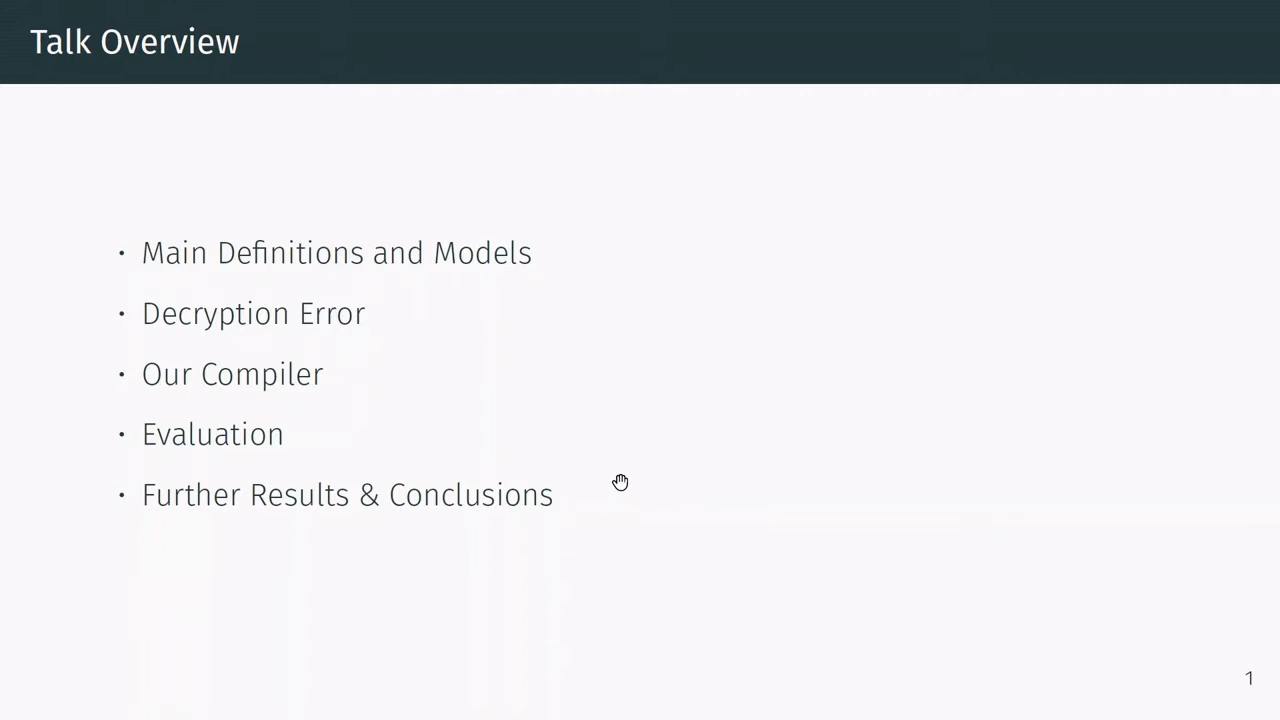 Talk Overview
• Main Definitions and Models
• Decryption Error
• Our Compiler
• Evaluation
• Further Results & Conclusions
1